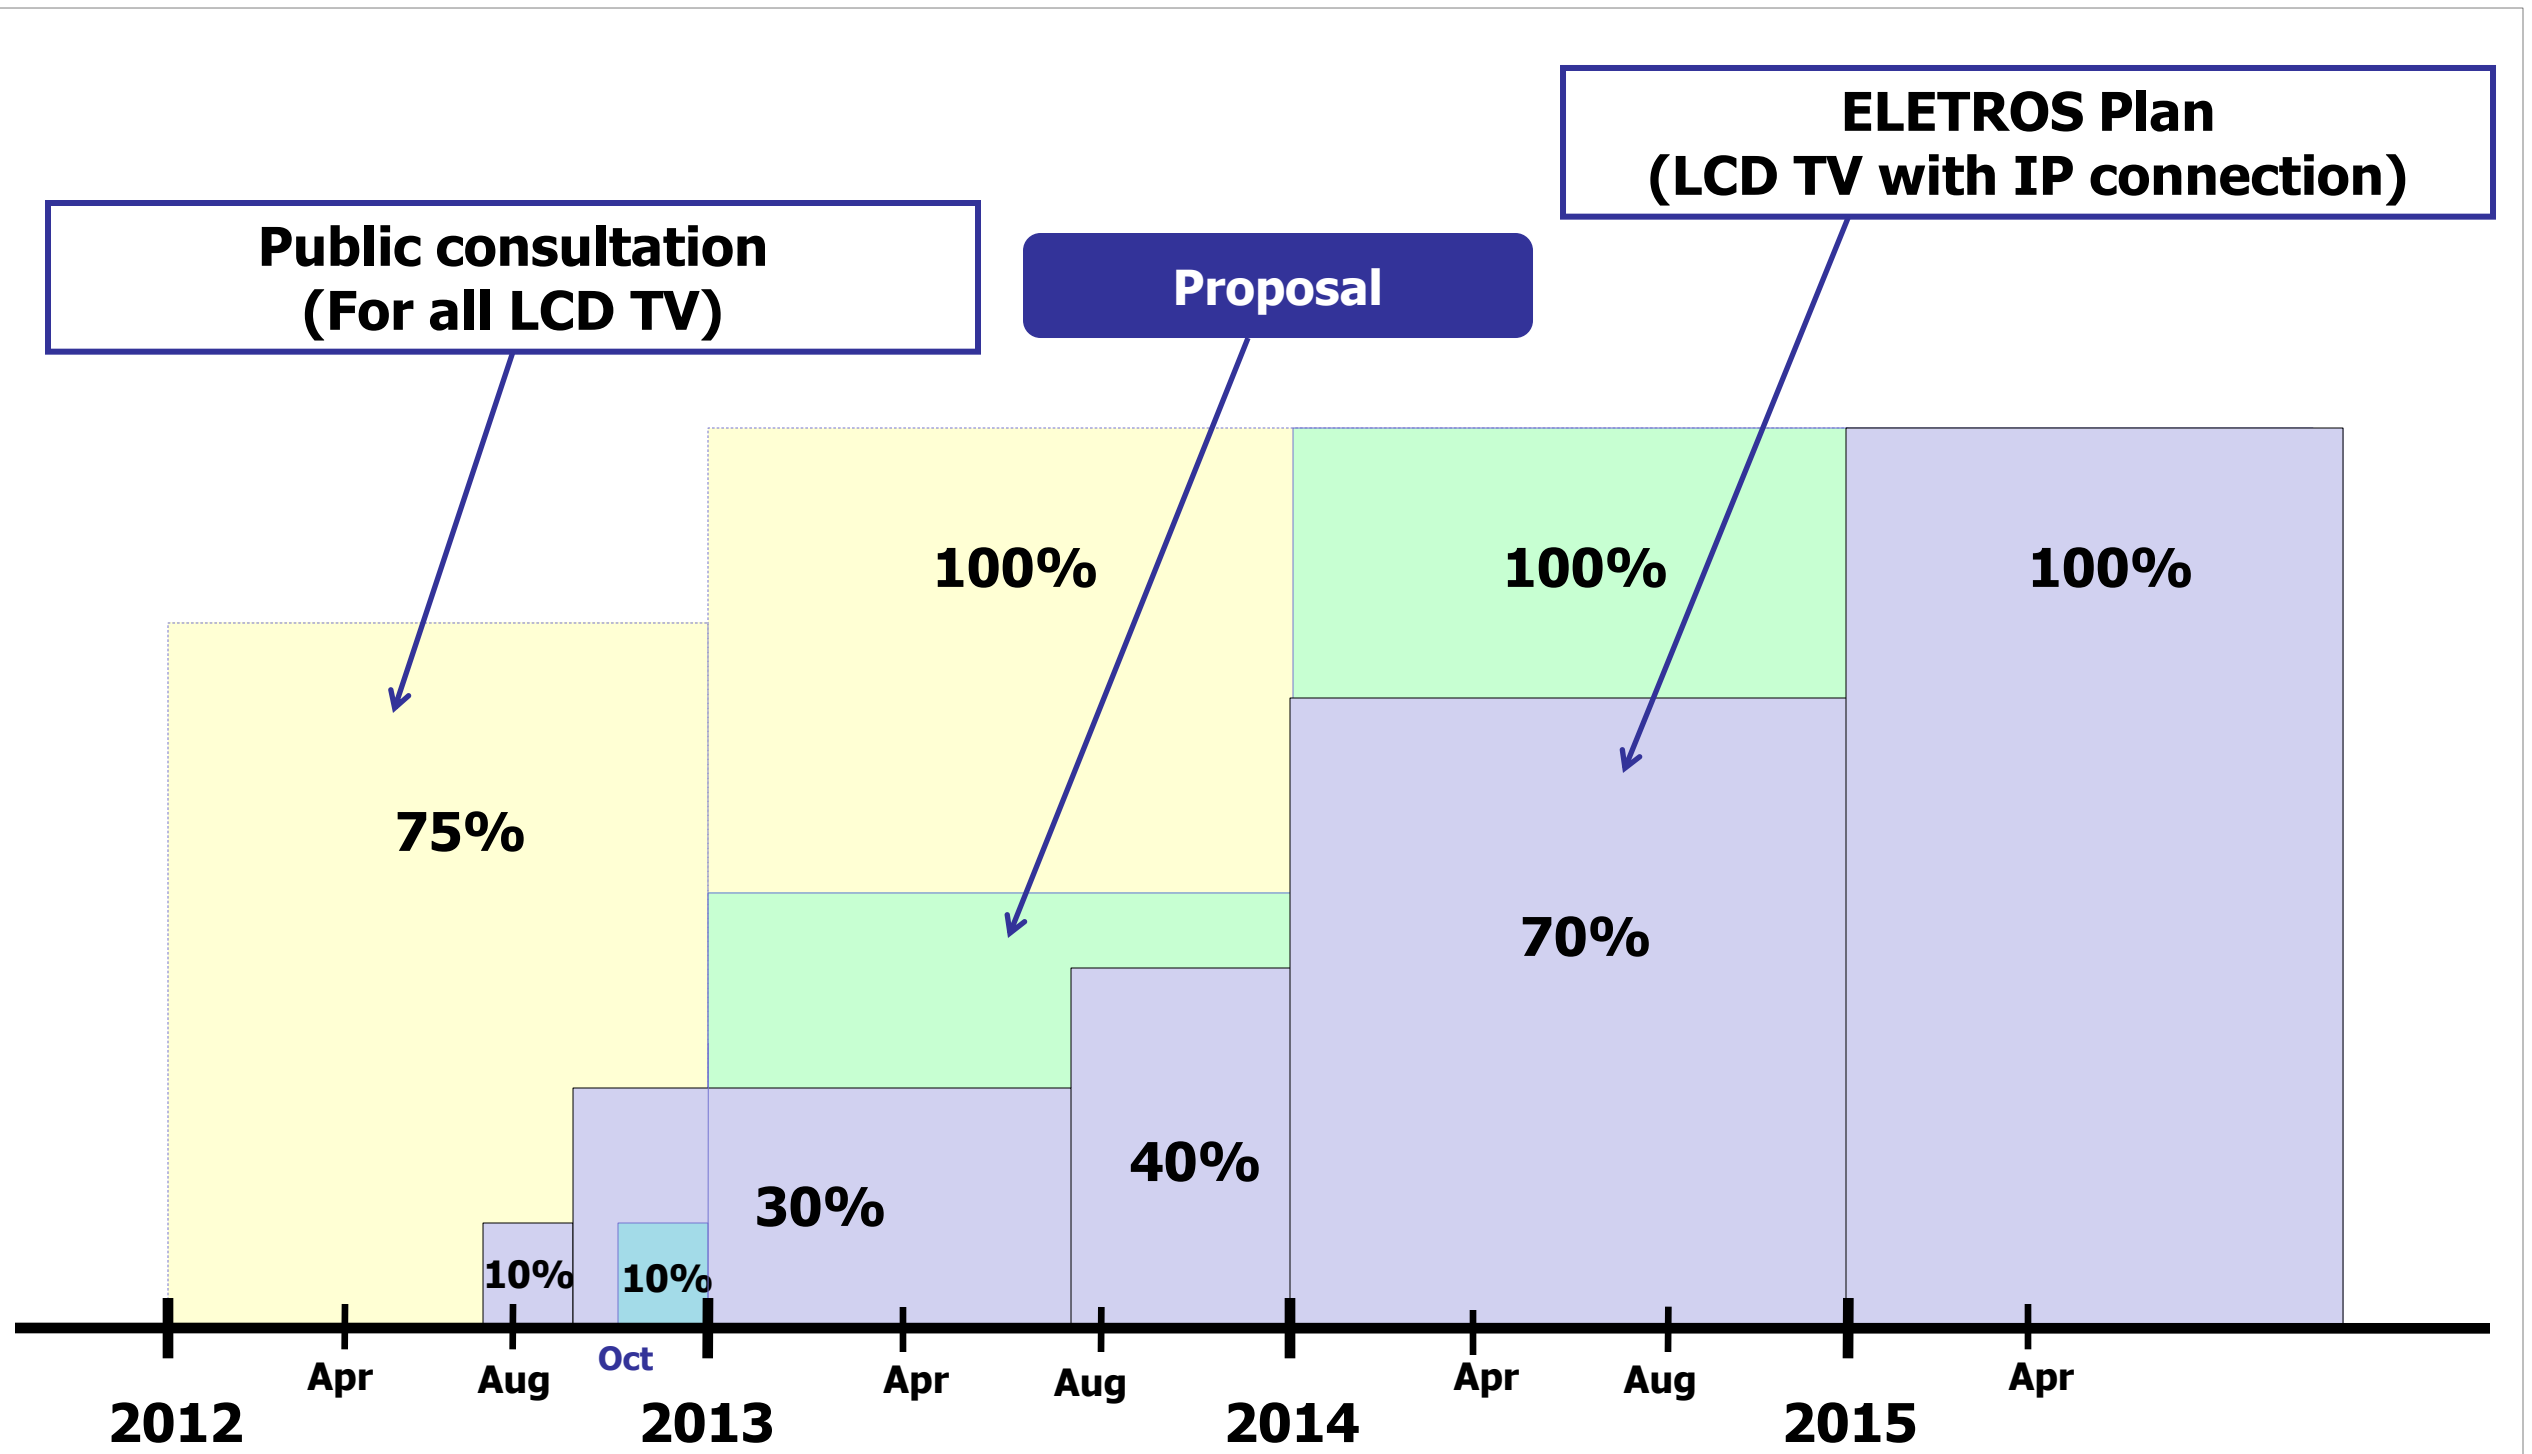 ELETROS Plan
(LCD TV with IP connection)
Public consultation
(For all LCD TV)
Proposal
100%
100%
100%
75%
70%
40%
30%
10%
10%
Oct
Apr
Aug
Apr
Aug
Apr
Aug
Apr
2012
2013
2014
2015